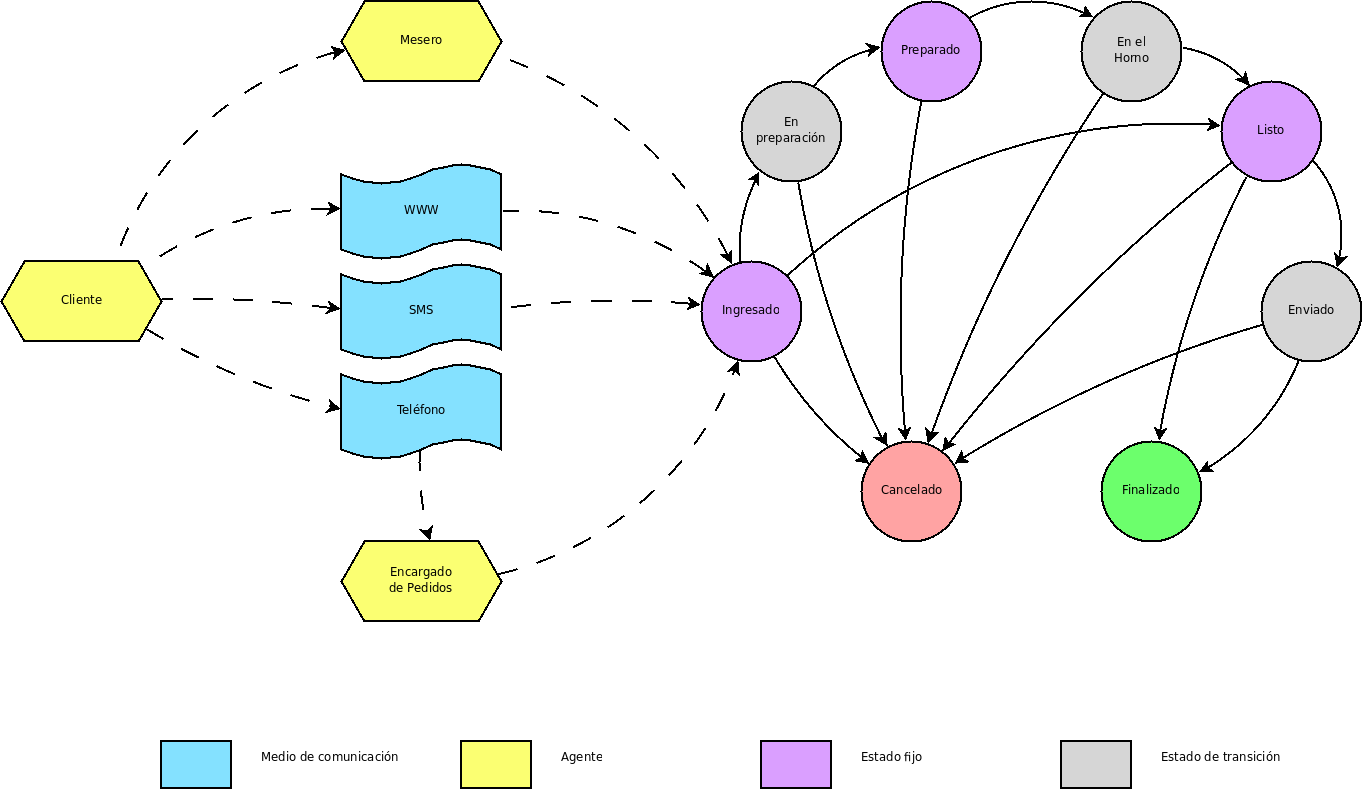 Mesero
WWW
SMS
Teléfono
Cliente
Encargado
de Pedidos
Ingresado
En
preparación
Preparado
En el
Horno
Listo
Enviado
Cancelado
Finalizado
Medio de comunicación
Agente
Estado fijo
Estado de transición